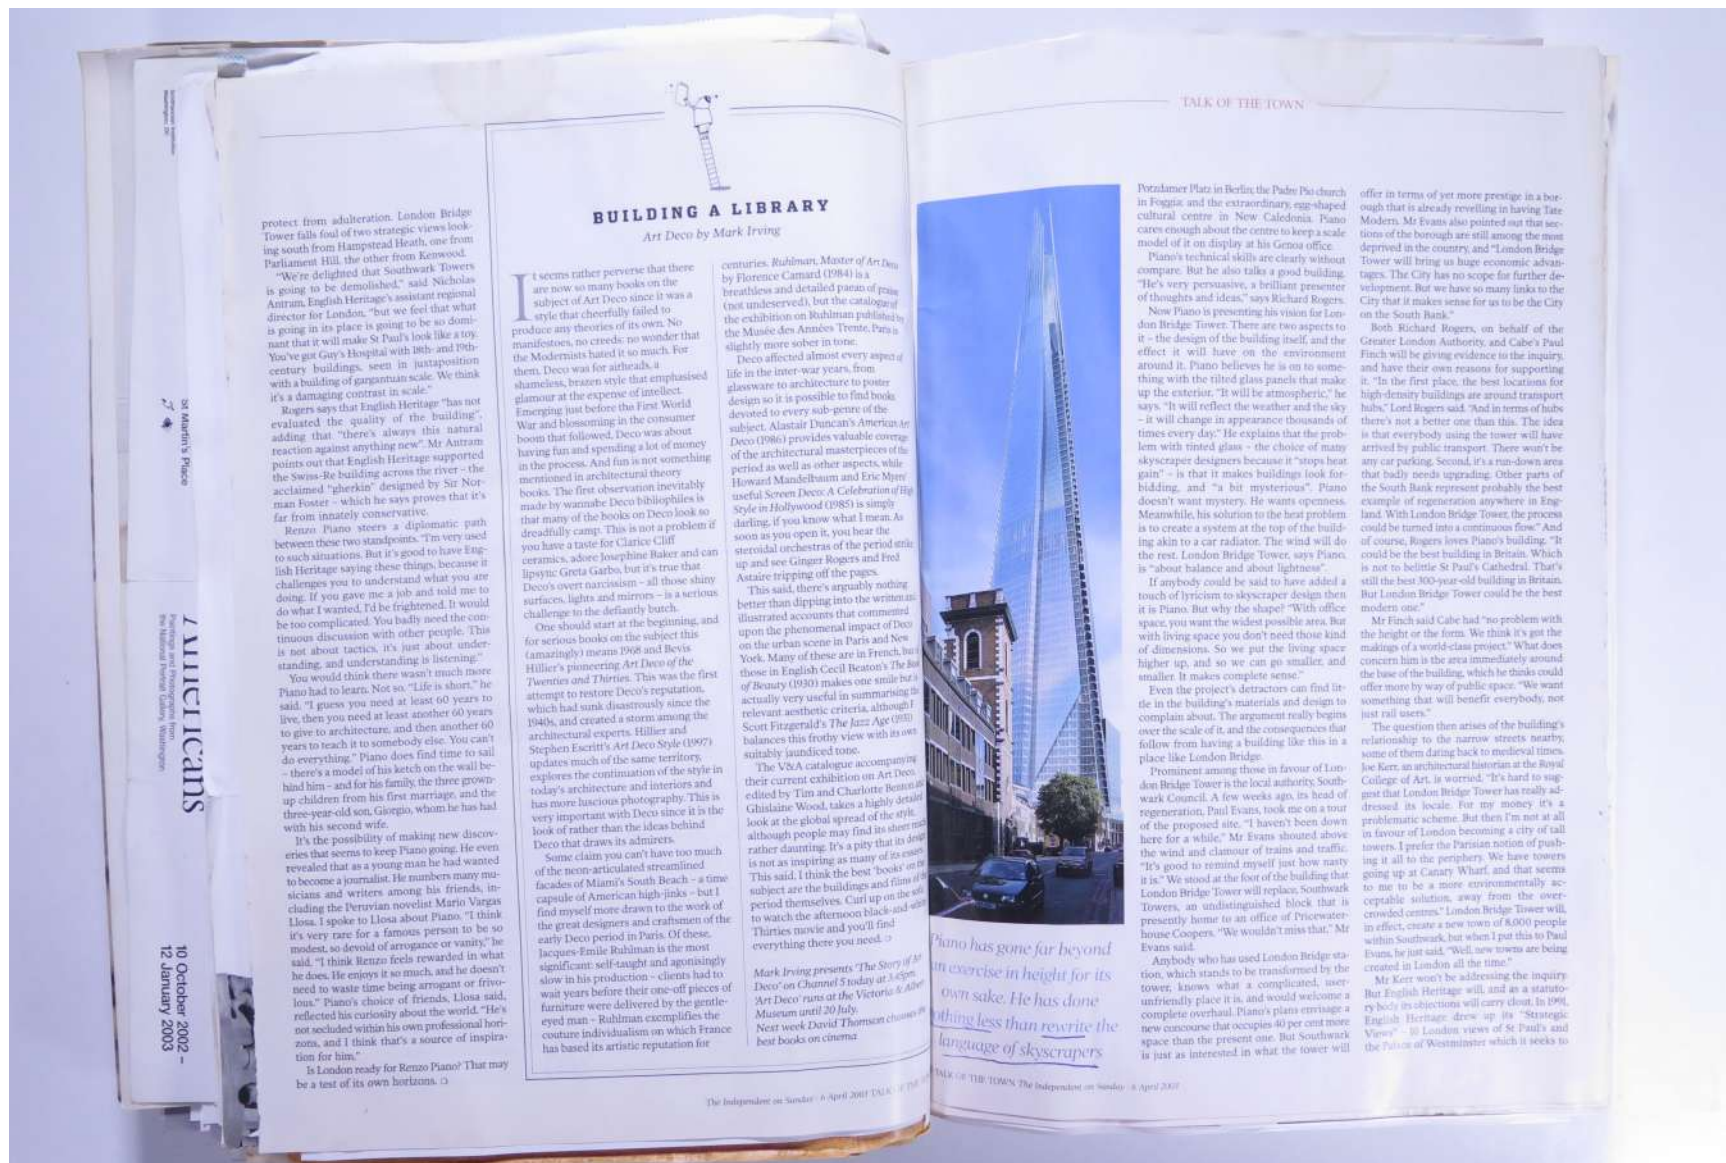 St Martin's Place
Americans
Paintings and Photographs from
the National Portrait Gallery, Washington
10 October 2002 –
12 January 2003
protect from adulteration. London Bridge
Tower falls foul of two strategic views look-
ing south from Hampstead Heath, one from
Parliament Hill, the other from Kenwood.
"We're delighted that Southwark Towers
is going to be demolished," said Nicholas
Antram, English Heritage's assistant regional
director for London, "but we feel that what
is going in its place is going to be so domi-
nant that it will make St Paul's look like a toy.
You've got Guy's Hospital with 18th- and 19th-
century buildings, seen in juxtaposition
with a building of gargantuan scale. We think
it's a damaging contrast in scale."
Rogers says that English Heritage "has not
evaluated the quality of the building",
adding that "there's always this natural
reaction against anything new". Mr Antram
points out that English Heritage supported
the Swiss-Re building across the river – the
acclaimed "gherkin" designed by Sir Nor-
man Foster – which he says proves that it's
far from innately conservative.
Renzo Piano steers a diplomatic path
between these two standpoints. "I'm very used
to such situations. But it's good to have Eng-
lish Heritage saying these things, because it
challenges you to understand what you are
doing. If you gave me a job and told me to
do what I wanted, I'd be frightened. It would
be too complicated. You badly need the con-
tinuous discussion with other people. This
is not about tactics, it's just about under-
standing, and understanding is listening."
You would think there wasn't much more
Piano had to learn. Not so. "Life is short," he
said. "I guess you need at least 60 years to
live, then you need at least another 60 years
to give to architecture, and then another 60
years to teach it to somebody else. You can't
do everything." Piano does find time to sail
– there's a model of his ketch on the wall be-
hind him – and for his family, the three grown-
up children from his first marriage, and the
three-year-old son, Giorgio, whom he has had
with his second wife.
It's the possibility of making new discov-
eries that seems to keep Piano going. He even
revealed that as a young man he had wanted
to become a journalist. He numbers many mu-
sicians and writers among his friends, in-
cluding the Peruvian novelist Mario Vargas
Llosa. I spoke to Llosa about Piano. "I think
it's very rare for a famous person to be so
modest, so devoid of arrogance or vanity," he
said. "I think Renzo feels rewarded in what
he does. He enjoys it so much, and he doesn't
need to waste time being arrogant or frivo-
lous." Piano's choice of friends, Llosa said,
reflected his curiosity about the world. "He's
not secluded within his own professional hori-
zons, and I think that's a source of inspira-
tion for him."
Is London ready for Renzo Piano? That may
be a test of its own horizons.
BUILDING A LIBRARY
Art Deco by Mark Irving
It seems rather perverse that there
are now so many books on the
subject of Art Deco since it was a
style that cheerfully failed to
produce any theories of its own. No
manifestoes, no creeds: no wonder that
the Modernists hated it so much. For
them, Deco was for airheads, a
shameless, brazen style that emphasised
glamour at the expense of intellect.
Emerging just before the First World
War and blossoming in the consumer
boom that followed, Deco was about
having fun and spending a lot of money
in the process. And fun is not something
mentioned in architectural theory
books. The first observation inevitably
made by wannabe Deco bibliophiles is
that many of the books on Deco look so
dreadfully camp. This is not a problem if
you have a taste for Clarice Cliff
ceramics, adore Josephine Baker and can
lipsync Greta Garbo, but it's true that
Deco's overt narcissism – all those shiny
surfaces, lights and mirrors – is a serious
challenge to the defiantly butch.
One should start at the beginning, and
for serious books on the subject this
(amazingly) means 1968 and Bevis
Hillier's pioneering Art Deco of the
Twenties and Thirties. This was the first
attempt to restore Deco's reputation,
which had sunk disastrously since the
1940s, and created a storm among the
architectural experts. Hillier and
Stephen Escritt's Art Deco Style (1997)
updates much of the same territory,
explores the continuation of the style in
today's architecture and interiors and
has more luscious photography. This is
very important with Deco since it is the
look of rather than the ideas behind
Deco that draws its admirers.
Some claim you can't have too much
of the neon-articulated streamlined
facades of Miami's South Beach – a time
capsule of American high-jinks – but I
find myself more drawn to the work of
the great designers and craftsmen of the
early Deco period in Paris. Of these,
Jacques-Emile Ruhlman is the most
significant: self-taught and agonisingly
slow in his production – clients had to
wait years before their one-off pieces of
furniture were delivered by the gentle-
eyed man – Ruhlman exemplifies the
couture individualism on which France
has based its artistic reputation for
centuries. Ruhlman, Master of Art Deco
by Florence Camard (1984) is a
breathless and detailed paean of praise
(not undeserved), but the catalogue of
the exhibition on Ruhlman published by
the Musée des Années Trente, Paris is
slightly more sober in tone.
Deco affected almost every aspect of
life in the inter-war years, from
glassware to architecture to poster
design so it is possible to find books
devoted to every sub-genre of the
subject. Alastair Duncan's American Art
Deco (1986) provides valuable coverage
of the architectural masterpieces of the
period as well as other aspects, while
Howard Mandelbaum and Eric Myers'
useful Screen Deco: A Celebration of High
Style in Hollywood (1985) is simply
darling, if you know what I mean. As
soon as you open it, you hear the
steroidal orchestras of the period strike
up and see Ginger Rogers and Fred
Astaire tripping off the pages.
This said, there's arguably nothing
better than dipping into the written and
illustrated accounts that commented
upon the phenomenal impact of Deco
on the urban scene in Paris and New
York. Many of these are in French, but
those in English Cecil Beaton's The Book
of Beauty (1930) makes one smile but is
actually very useful in summarising the
relevant aesthetic criteria, although F
Scott Fitzgerald's The Jazz Age (1931)
balances this frothy view with its own
suitably jaundiced tone.
The V&A catalogue accompanying
their current exhibition on Art Deco,
edited by Tim and Charlotte Benton and
Ghislaine Wood, takes a highly detailed
look at the global spread of the style,
although people may find its sheer
rather daunting. It's a pity that its design
is not as inspiring as many of its essays.
This said, I think the best 'books' on the
subject are the buildings and films of the
period themselves. Curl up on the sofa
to watch the afternoon black-and-white
Thirties movie and you'll find
everything there you need.
Mark Irving presents 'The Story of Art
Deco' on Channel 5 today at 3.45pm.
'Art Deco' runs at the Victoria & Albert
Museum until 20 July.
Next week David Thomson chooses the
best books on cinema
The Independent on Sunday · 6 April 2003 TALK OF THE
TALK OF THE TOWN
Piano has gone far beyond
an exercise in height for its
own sake. He has done
nothing less than rewrite the
language of skyscrapers
Potzdamer Platz in Berlin; the Padre Pio church
in Foggia; and the extraordinary, egg-shaped
cultural centre in New Caledonia. Piano
cares enough about the centre to keep a scale
model of it on display at his Genoa office.
Piano's technical skills are clearly without
compare. But he also talks a good building.
"He's very persuasive, a brilliant presenter
of thoughts and ideas," says Richard Rogers.
Now Piano is presenting his vision for Lon-
don Bridge Tower. There are two aspects to
it – the design of the building itself, and the
effect it will have on the environment
around it. Piano believes he is on to some-
thing with the tilted glass panels that make
up the exterior. "It will be atmospheric," he
says. "It will reflect the weather and the sky
– it will change in appearance thousands of
times every day." He explains that the prob-
lem with tinted glass – the choice of many
skyscraper designers because it "stops heat
gain" – is that it makes buildings look for-
bidding, and "a bit mysterious". Piano
doesn't want mystery. He wants openness.
Meanwhile, his solution to the heat problem
is to create a system at the top of the build-
ing akin to a car radiator. The wind will do
the rest. London Bridge Tower, says Piano,
is "about balance and about lightness".
If anybody could be said to have added a
touch of lyricism to skyscraper design then
it is Piano. But why the shape? "With office
space, you want the widest possible area. But
with living space you don't need those kind
of dimensions. So we put the living space
higher up, and so we can go smaller, and
smaller. It makes complete sense."
Even the project's detractors can find lit-
tle in the building's materials and design to
complain about. The argument really begins
over the scale of it, and the consequences that
follow from having a building like this in a
place like London Bridge.
Prominent among those in favour of Lon-
don Bridge Tower is the local authority, South-
wark Council. A few weeks ago, its head of
regeneration, Paul Evans, took me on a tour
of the proposed site. "I haven't been down
here for a while," Mr Evans shouted above
the wind and clamour of trains and traffic.
"It's good to remind myself just how nasty
it is." We stood at the foot of the building that
London Bridge Tower will replace, Southwark
Towers, an undistinguished block that is
presently home to an office of Pricewater-
house Coopers. "We wouldn't miss that," Mr
Evans said.
Anybody who has used London Bridge sta-
tion, which stands to be transformed by the
tower, knows what a complicated, user-
unfriendly place it is, and would welcome a
complete overhaul. Piano's plans envisage a
new concourse that occupies 40 per cent more
space than the present one. But Southwark
is just as interested in what the tower will
offer in terms of yet more prestige in a bor-
ough that is already revelling in having Tate
Modern. Mr Evans also pointed out that sec-
tions of the borough are still among the most
deprived in the country, and "London Bridge
Tower will bring us huge economic advan-
tages. The City has no scope for further de-
velopment. But we have so many links to the
City that it makes sense for us to be the City
on the South Bank."
Both Richard Rogers, on behalf of the
Greater London Authority, and Cabe's Paul
Finch will be giving evidence to the inquiry,
and have their own reasons for supporting
it. "In the first place, the best locations for
high-density buildings are around transport
hubs," Lord Rogers said. "And in terms of hubs
there's not a better one than this. The idea
is that everybody using the tower will have
arrived by public transport. There won't be
any car parking. Second, it's a run-down area
that badly needs upgrading. Other parts of
the South Bank represent probably the best
example of regeneration anywhere in Eng-
land. With London Bridge Tower, the process
could be turned into a continuous flow." And
of course, Rogers loves Piano's building. "It
could be the best building in Britain. Which
is not to belittle St Paul's Cathedral. That's
still the best 300-year-old building in Britain.
But London Bridge Tower could be the best
modern one."
Mr Finch said Cabe had "no problem with
the height or the form. We think it's got the
makings of a world-class project." What does
concern him is the area immediately around
the base of the building, which he thinks could
offer more by way of public space. "We want
something that will benefit everybody, not
just rail users."
The question then arises of the building's
relationship to the narrow streets nearby,
some of them dating back to medieval times.
Joe Kerr, an architectural historian at the Royal
College of Art, is worried. "It's hard to sug-
gest that London Bridge Tower has really ad-
dressed its locale. For my money it's a
problematic scheme. But then I'm not at all
in favour of London becoming a city of tall
towers. I prefer the Parisian notion of push-
ing it all to the periphery. We have towers
going up at Canary Wharf, and that seems
to me to be a more environmentally ac-
ceptable solution, away from the over-
crowded centres." London Bridge Tower will,
in effect, create a new town of 8,000 people
within Southwark, but when I put this to Paul
Evans, he just said, "Well, new towns are being
created in London all the time."
Mr Kerr won't be addressing the inquiry.
But English Heritage will, and as a statuto-
ry body its objections will carry clout. In 1991,
English Heritage drew up its "Strategic
Views" – 10 London views of St Paul's and
the Palace of Westminster which it seeks to
TALK OF THE TOWN The Independent on Sunday · 6 April 2003